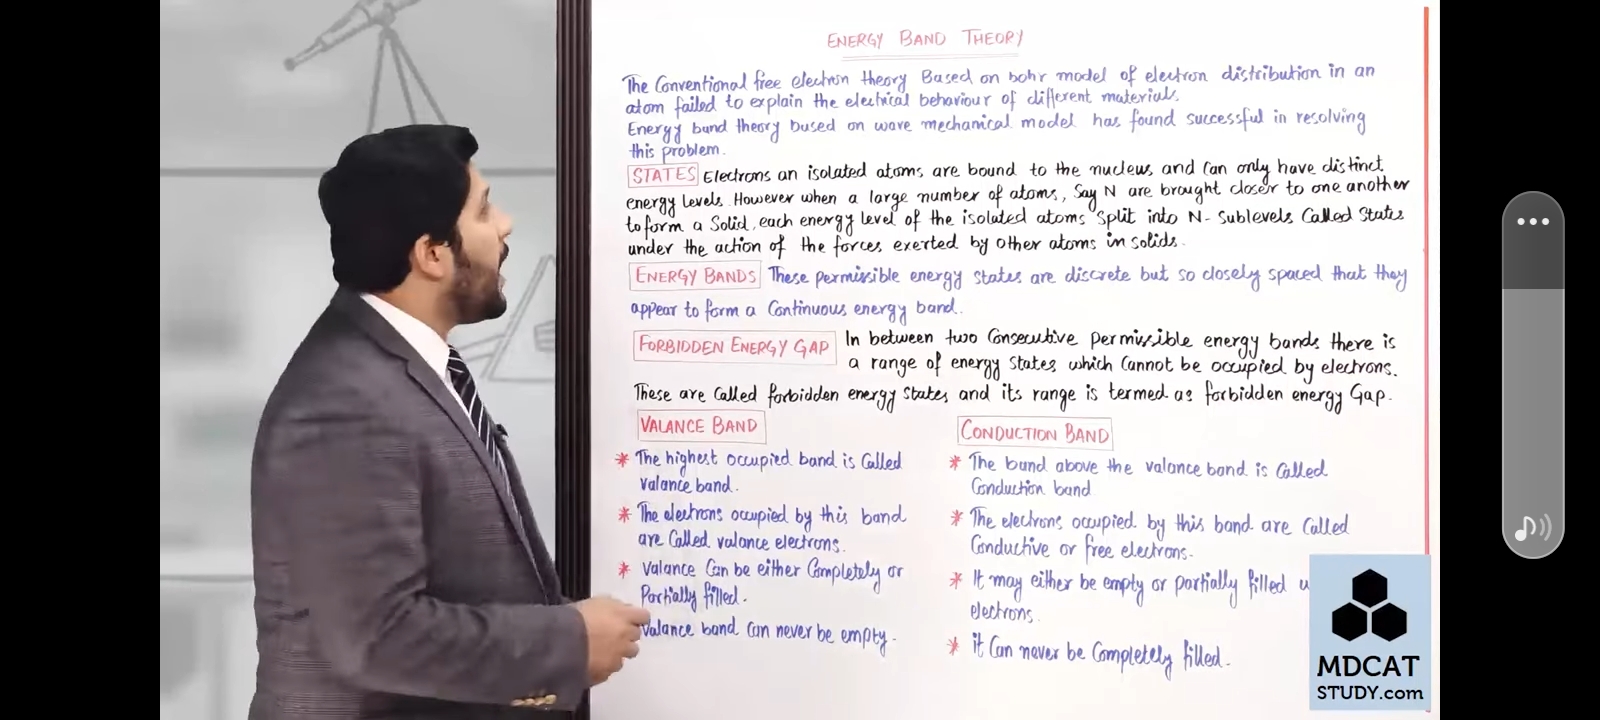 ENERGY BAND THEORY
The Conventional free electron theory Based on bohr model of electron distribution in an
atom failed to explain the electrical behaviour of different materials.
Energy band theory bused on wave mechanical model has found successful in resolving
this problem.
STATES Electrons an isolated atoms are bound to the nucleus and Can only have distinct
energy levels. However when a large number of atoms, Say N are brought closer to one another
to form a Solid, each energy level of the isolated atoms Split into N- Sublevels Called States
under the action of the forces exerted by other atoms in solids.
ENERGY BANDS These permissible energy states are discrete but so closely spaced that they
appear to form a Continuous energy band.
FORBIDDEN ENERGY GAP In between two Consecutive permissible energy bands there is
a range of energy states which Cannot be occupied by electrons.
These are Called forbidden energy States and its range is termed as forbidden energy Gap.
VALANCE BAND
* The highest occupied band is Called
valance band.
* The electrons occupied by this band
are Called valance electrons.
* Valance Can be either Completely or
Partially filled.
Valance band Can never be empty.
CONDUCTION BAND
* The band above the valance band is Called
Conduction band
* The electrons occupied by this band are Called
Conductive or free electrons.
* It may either be empty or partially filled
electrons.
* it Can never be Completely filled.
MDCAT
STUDY.com